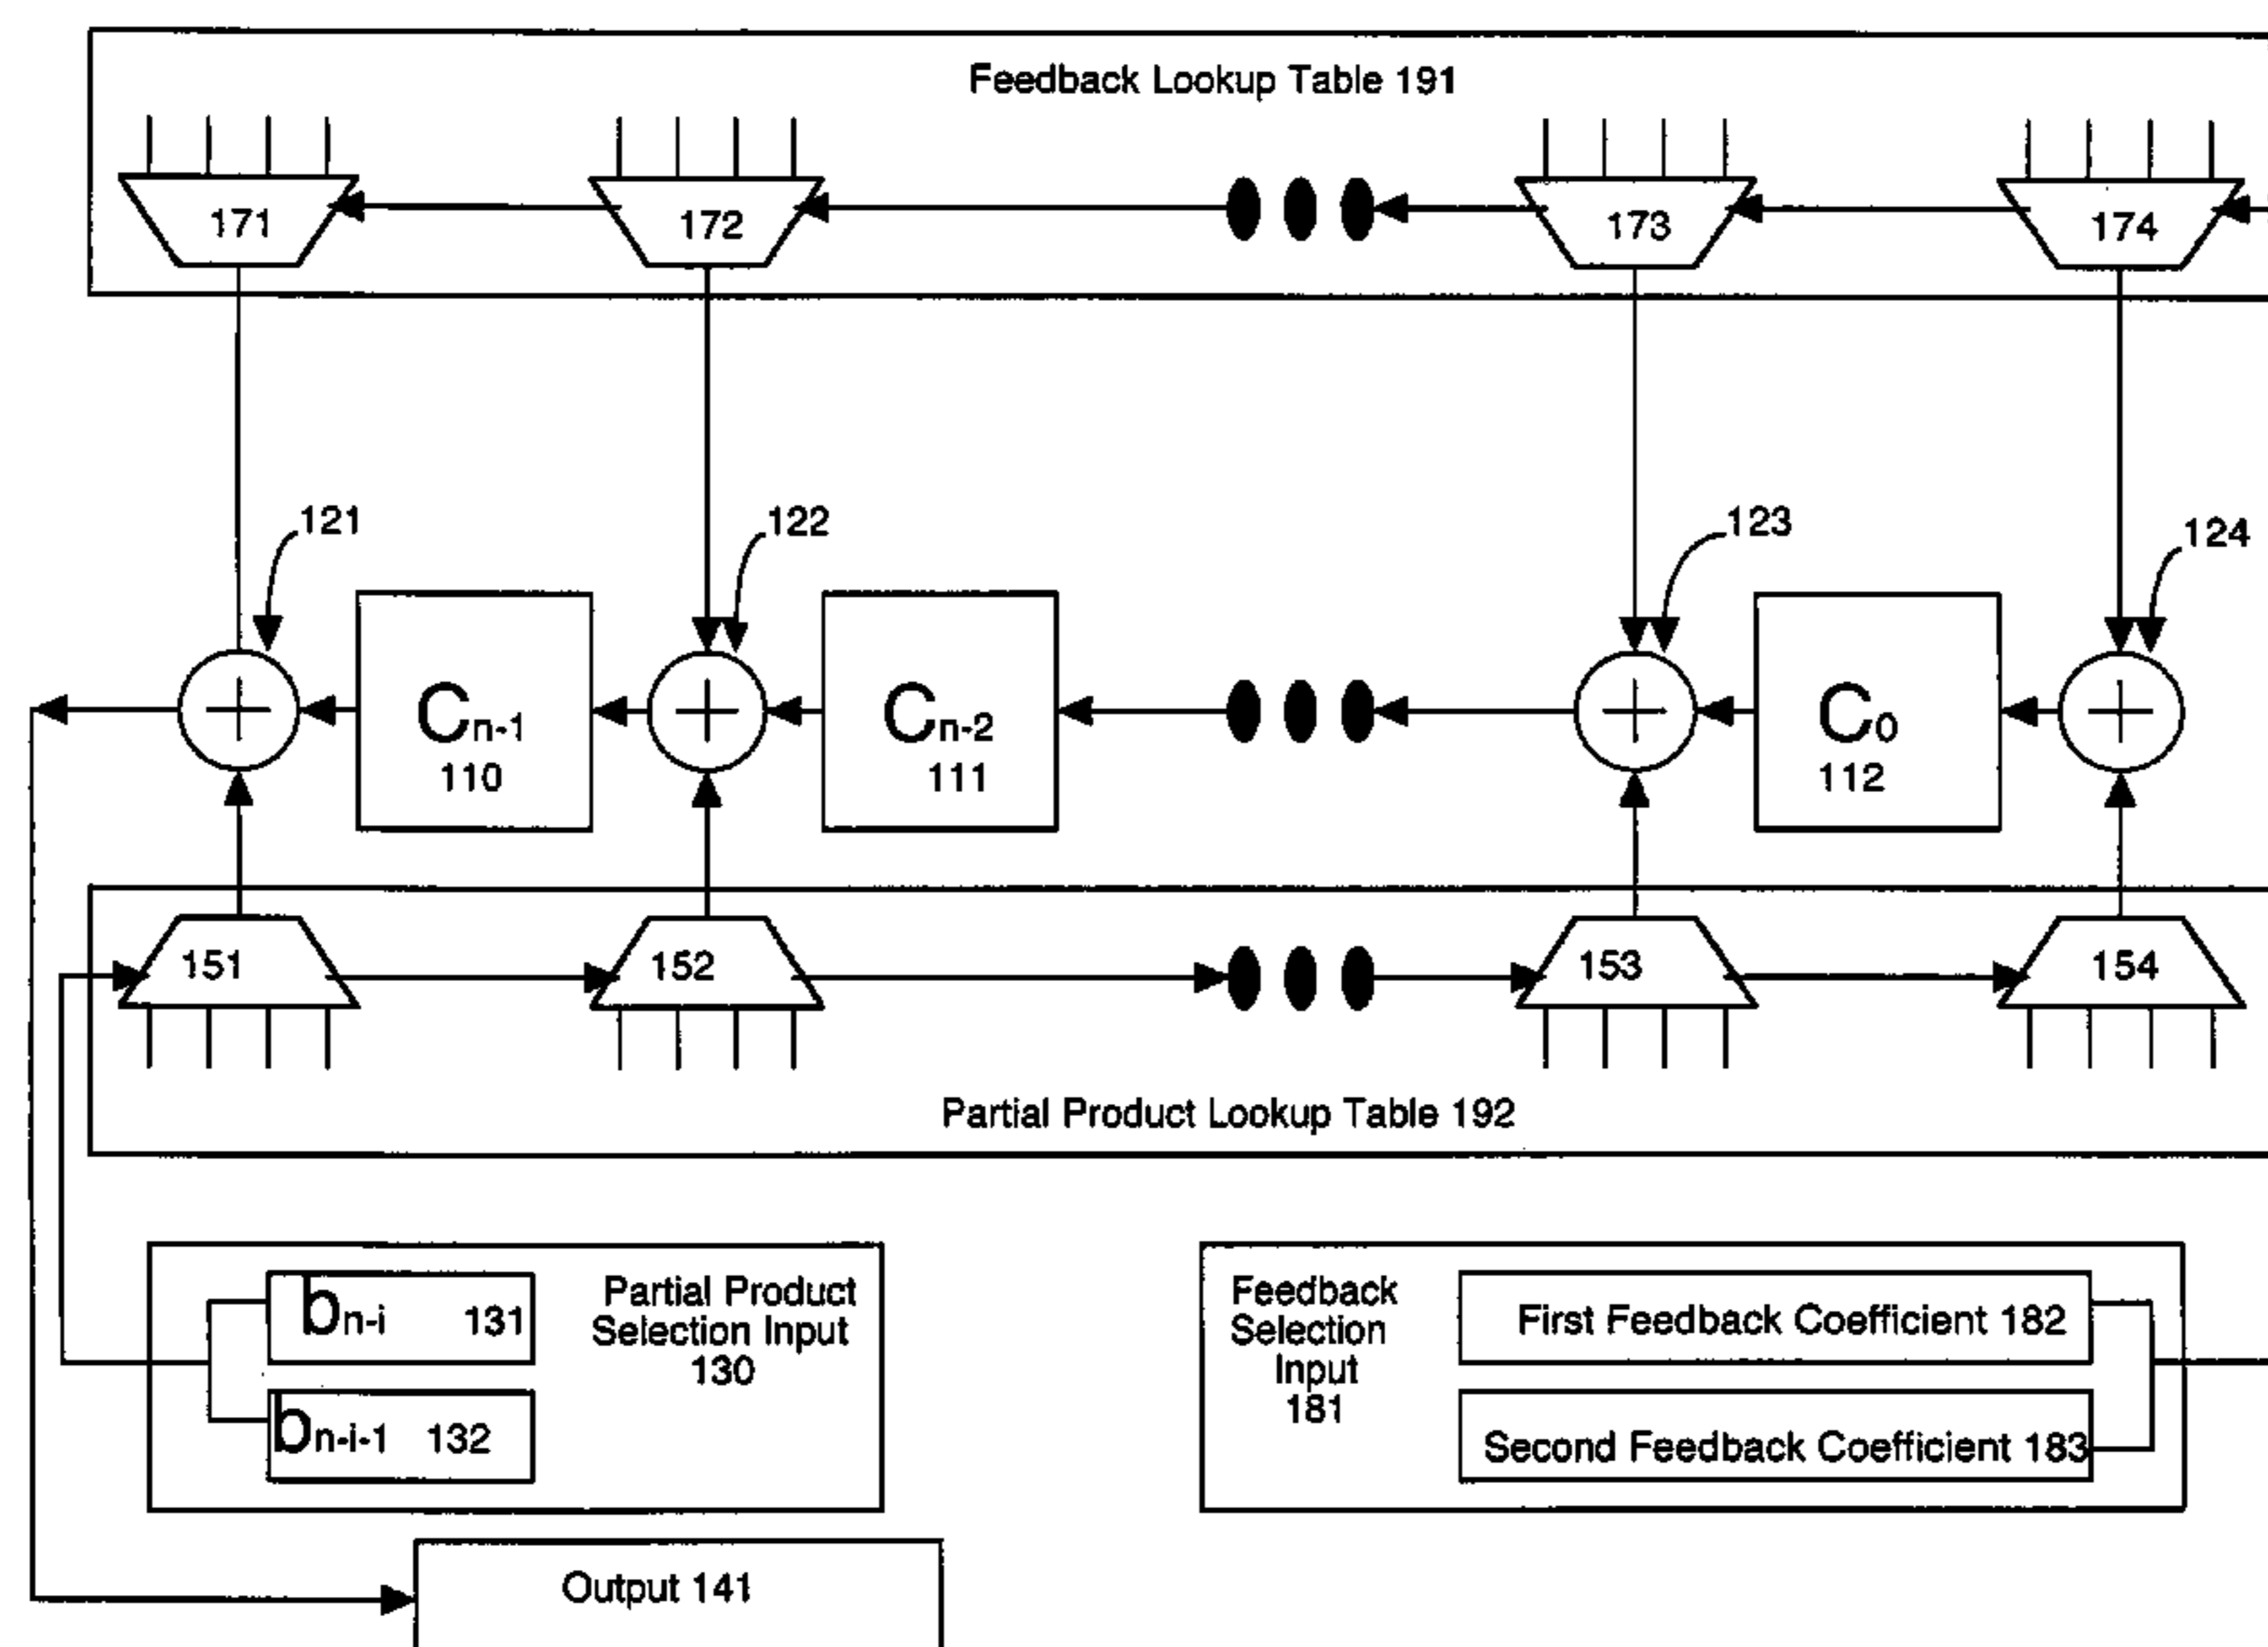 Feedback Lookup Table 191
171
172
173
174
121
122
123
124
Cn-1
110
Cn-2
111
C0
112
151
152
153
154
Partial Product Lookup Table 192
bn-i 131
bn-i-1 132
Partial Product
Selection Input
130
Feedback
Selection
Input
181
First Feedback Coefficient 182
Second Feedback Coefficient 183
Output 141